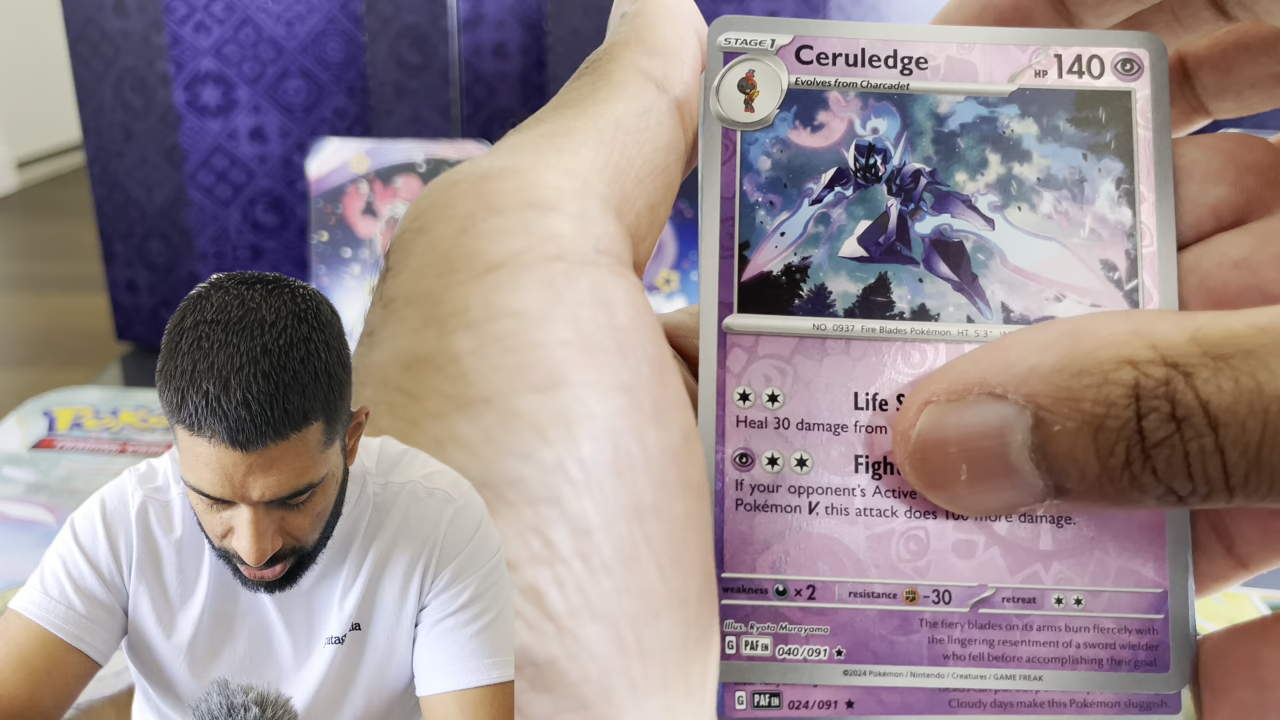 STAGE 1
Ceruledge
HP 140
Evolves from Charcadet
NO. 0937 Fire Blades Pokémon HT: 5'3"
Life
Heal 30 damage from
If your opponent's Active
Pokémon V, this attack does 100 more damage.
weakness ×2 resistance -30 retreat
Illus. Ryota Murayama
The fiery blades on its arms burn fiercely with
the lingering resentment of a sword wielder
who fell before accomplishing their goal.
G PAF EN 040/091
©2024 Pokémon / Nintendo / Creatures / GAME FREAK
G PAF EN 024/091
Cloudy days make this Pokémon sluggish.